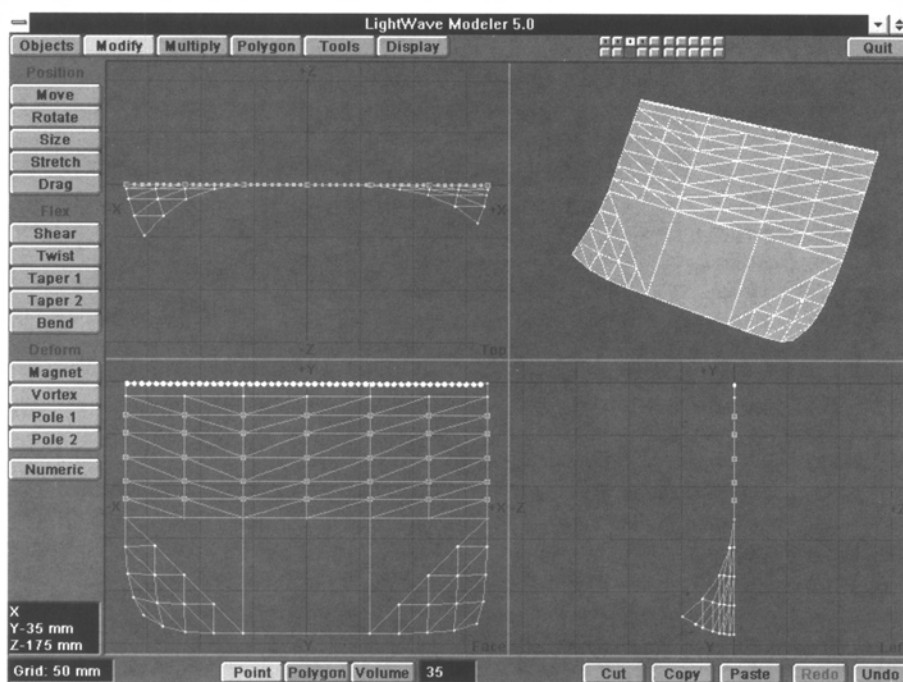 LightWave Modeler 5.0
Objects Modify Multiply Polygon Tools Display Quit
Position
Move
Rotate
Size
Stretch
Drag
Flex
Shear
Twist
Taper 1
Taper 2
Bend
Deform
Magnet
Vortex
Pole 1
Pole 2
Numeric
+Z
X +X
-Z Top
+Y +Y
-X +X -Z
-Y Face -Y
X
Y-35 mm
Z-175 mm
Grid: 50 mm Point Polygon Volume 35 Cut Copy Paste Redo Undo